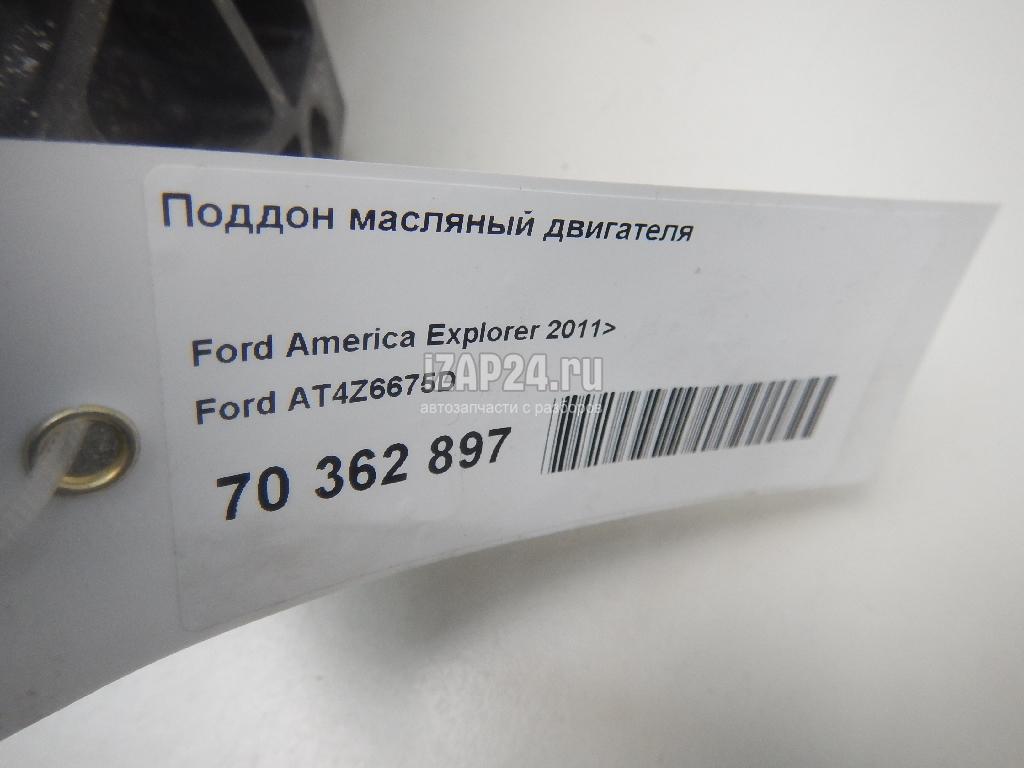 Поддон масляный двигателя
Ford America Explorer 2011>
iZAP24.ru
Ford AT4Z6675D
автозапчасти с разборов
70 362 897